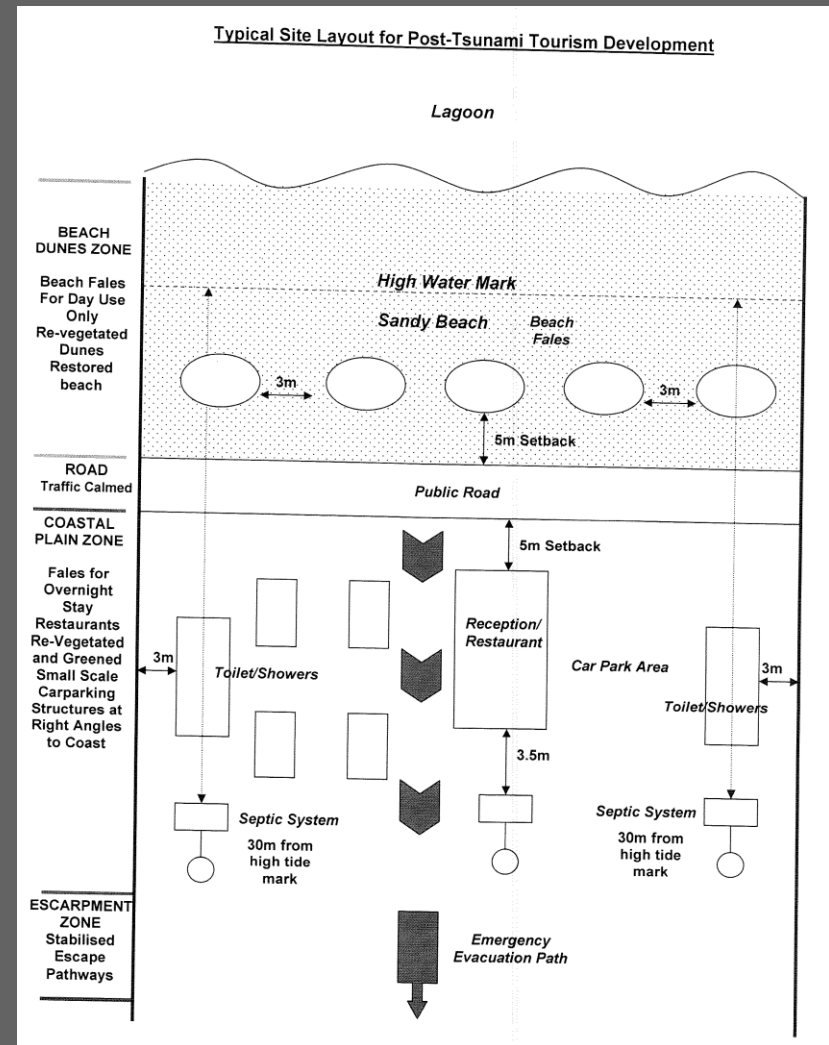 Typical Site Layout for Post-Tsunami Tourism Development
Lagoon
BEACH
DUNES ZONE
Beach Fales
For Day Use
Only
Re-vegetated
Dunes
Restored
beach
High Water Mark
Sandy Beach
Beach
Fales
3m
3m
5m Setback
ROAD
Traffic Calmed
Public Road
COASTAL
PLAIN ZONE
Fales for
Overnight
Stay
Restaurants
Re-Vegetated
and Greened
Small Scale
Carparking
Structures at
Right Angles
to Coast
5m Setback
Reception/
Restaurant
3m
Toilet/Showers
Car Park Area
3m
Toilet/Showers
3.5m
Septic System
30m from
high tide
mark
Septic System
30m from
high tide
mark
ESCARPMENT
ZONE
Stabilised
Escape
Pathways
Emergency
Evacuation Path